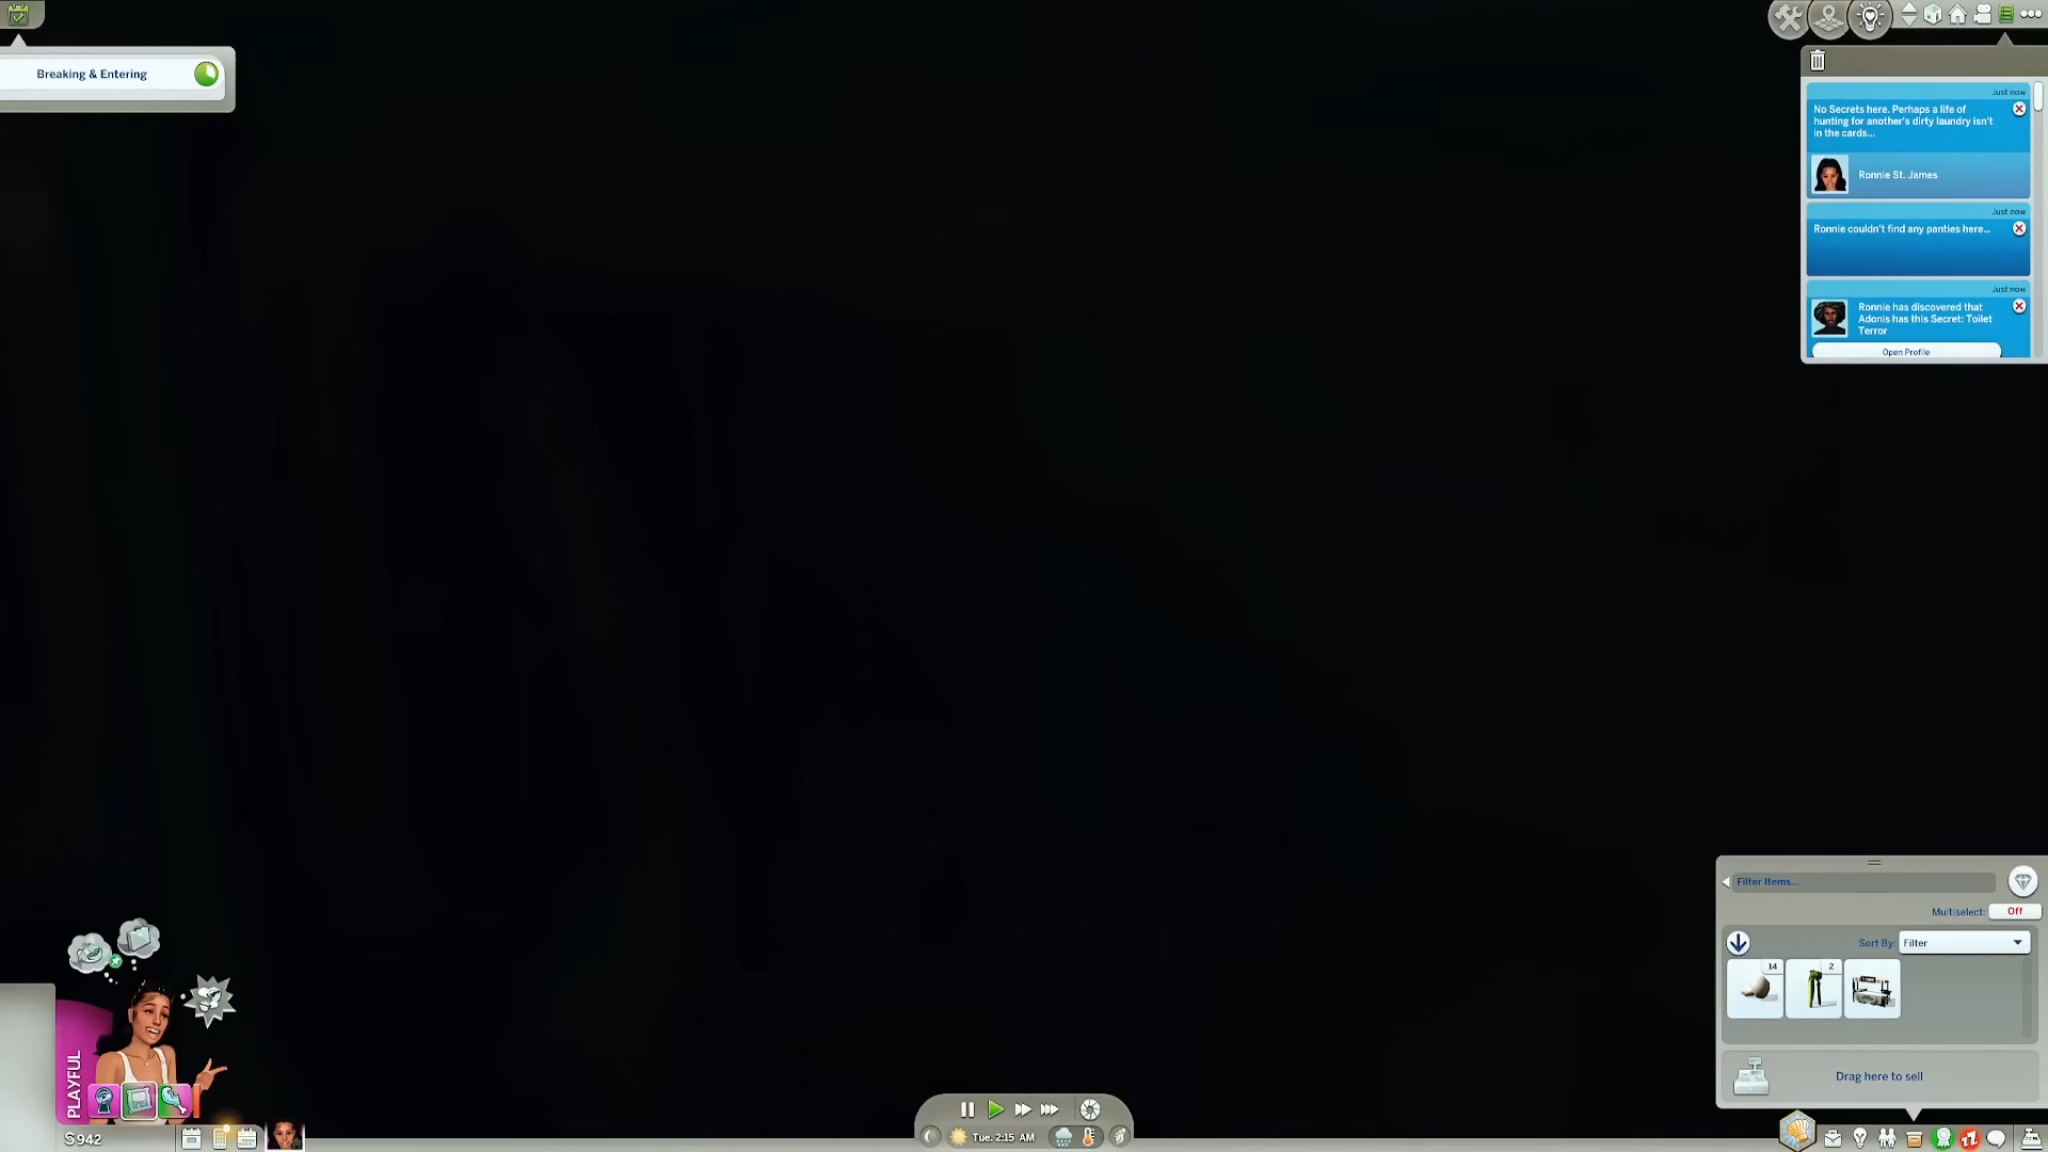 Breaking & Entering
Just now
No Secrets here. Perhaps a life of
hunting for another's dirty laundry isn't
in the cards...
Ronnie St. James
Just now
Ronnie couldn't find any panties here...
Just now
Ronnie has discovered that
Adonis has this Secret: Toilet
Terror
Open Profile
Filter Items...
Multiselect: Off
Sort By: Filter
14
2
Drag here to sell
PLAYFUL
§942
Tue. 2:15 AM